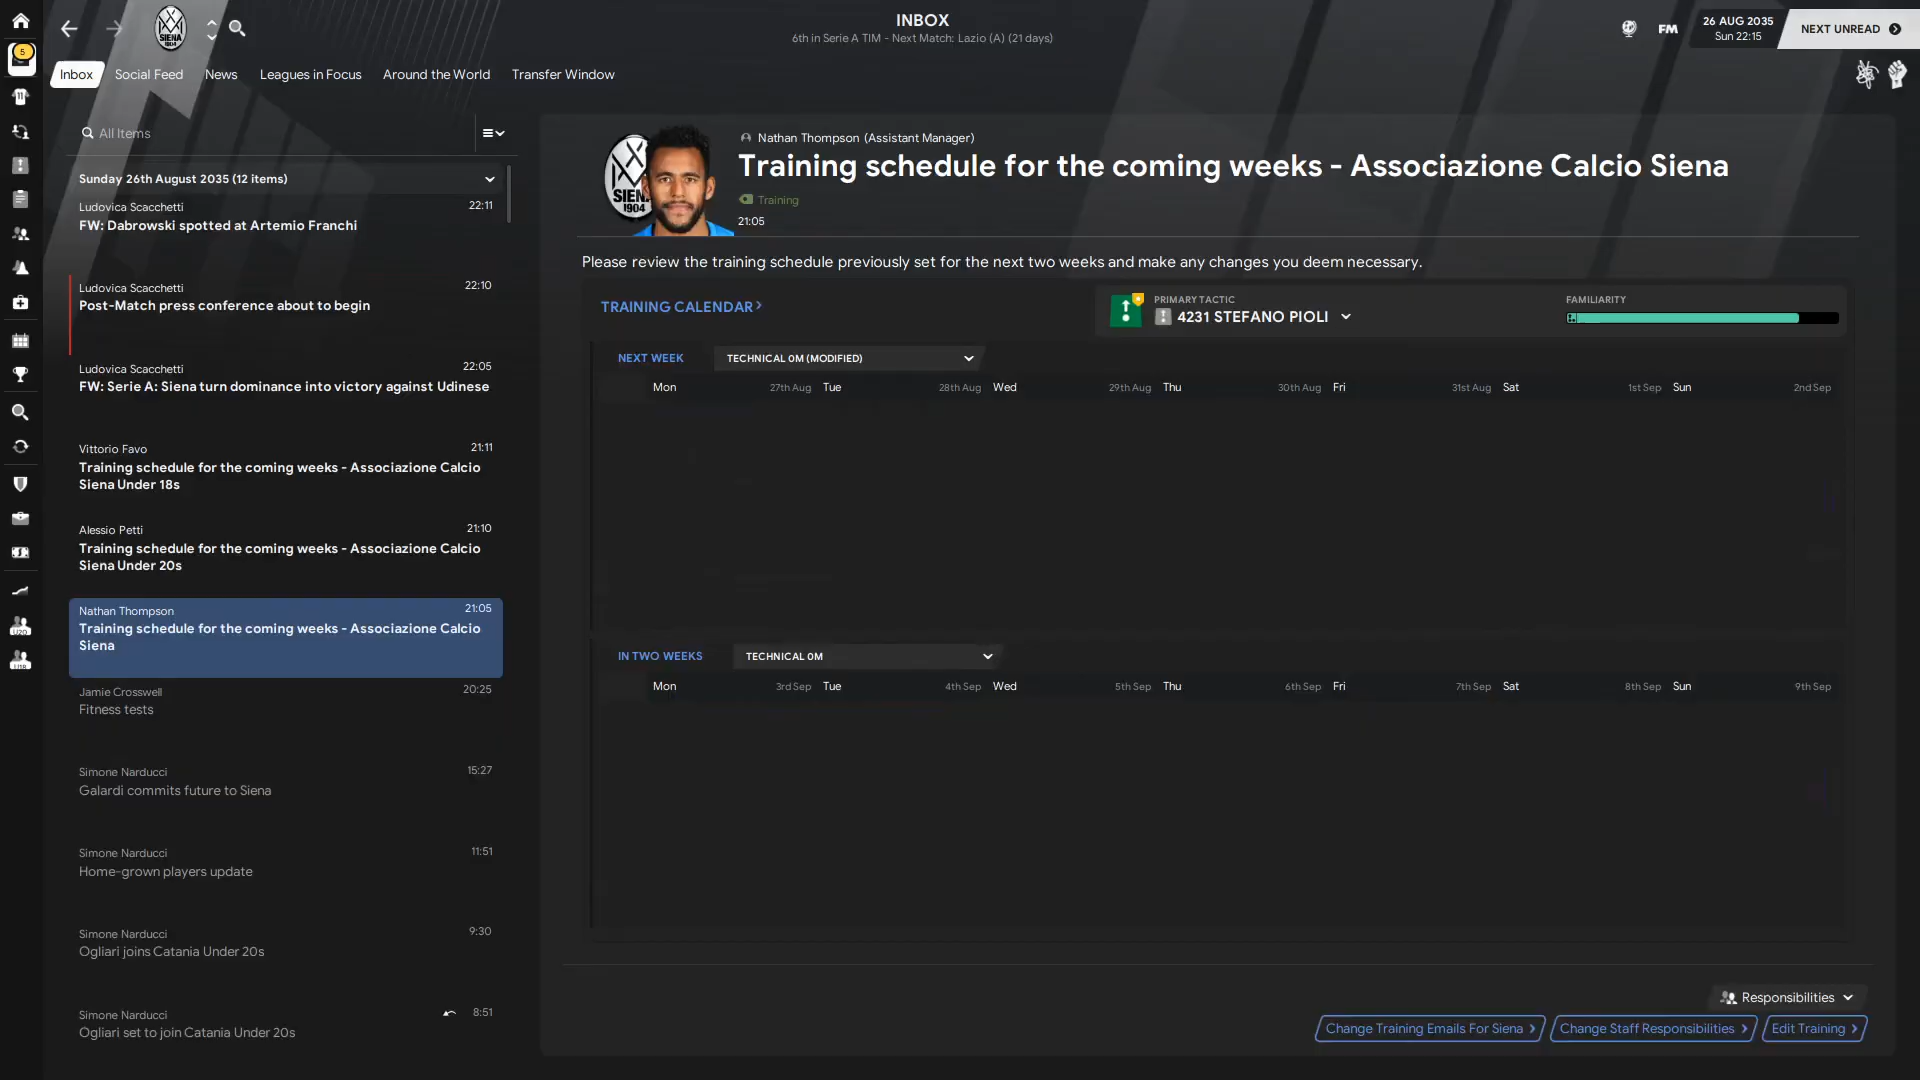 INBOX
6th in Serie A TIM - Next Match: Lazio (A) (21 days)
FM
26 AUG 2035
Sun 22:15
NEXT UNREAD
5
SIENA
1904
Inbox
Social Feed
News
Leagues in Focus
Around the World
Transfer Window
11
All Items
Sunday 26th August 2035 (12 items)
Ludovica Scacchetti 22:11
FW: Dabrowski spotted at Artemio Franchi
Ludovica Scacchetti 22:10
Post-Match press conference about to begin
Ludovica Scacchetti 22:05
FW: Serie A: Siena turn dominance into victory against Udinese
Vittorio Favo 21:11
Training schedule for the coming weeks - Associazione Calcio
Siena Under 18s
Alessio Petti 21:10
Training schedule for the coming weeks - Associazione Calcio
Siena Under 20s
Nathan Thompson 21:05
Training schedule for the coming weeks - Associazione Calcio
Siena
Jamie Crosswell 20:25
Fitness tests
Simone Narducci 15:27
Galardi commits future to Siena
Simone Narducci 11:51
Home-grown players update
Simone Narducci 9:30
Ogliari joins Catania Under 20s
Simone Narducci 8:51
Ogliari set to join Catania Under 20s
U20
U18
SIEN
1904
Nathan Thompson (Assistant Manager)
Training schedule for the coming weeks - Associazione Calcio Siena
Training
21:05
Please review the training schedule previously set for the next two weeks and make any changes you deem necessary.
TRAINING CALENDAR
PRIMARY TACTIC
4231 STEFANO PIOLI
FAMILIARITY
NEXT WEEK
TECHNICAL 0M (MODIFIED)
Mon 27th Aug Tue 28th Aug Wed 29th Aug Thu 30th Aug Fri 31st Aug Sat 1st Sep Sun 2nd Sep
IN TWO WEEKS
TECHNICAL 0M
Mon 3rd Sep Tue 4th Sep Wed 5th Sep Thu 6th Sep Fri 7th Sep Sat 8th Sep Sun 9th Sep
Responsibilities
Change Training Emails For Siena
Change Staff Responsibilities
Edit Training